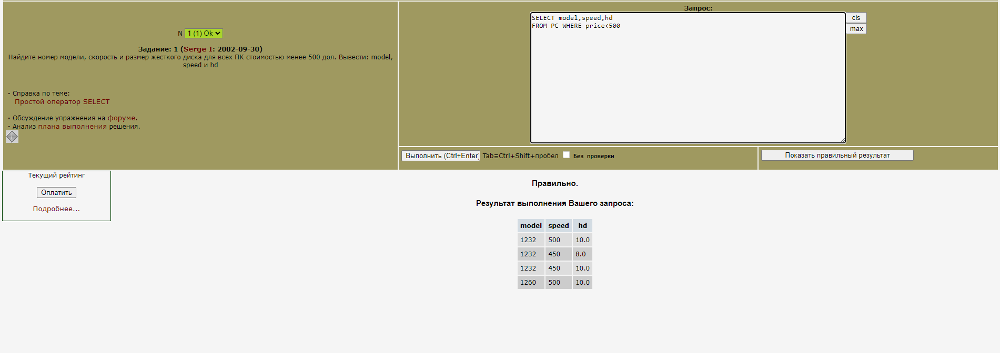 N 1 (1) Ok
Задание: 1 (Serge I: 2002-09-30)
Найдите номер модели, скорость и размер жесткого диска для всех ПК стоимостью менее 500 дол. Вывести: model,
speed и hd
· Справка по теме:
Простой оператор SELECT
· Обсуждение упражнения на форуме.
· Анализ плана выполнения решения.
Запрос:
SELECT model,speed,hd
FROM PC WHERE price<500
cls
max
Выполнить (Ctrl+Enter) Tab≡Ctrl+Shift+пробел Без проверки
Показать правильный результат
Текущий рейтинг
Оплатить
Подробнее...
Правильно.
Результат выполнения Вашего запроса:
model speed hd
1232 500 10.0
1232 450 8.0
1232 450 10.0
1260 500 10.0